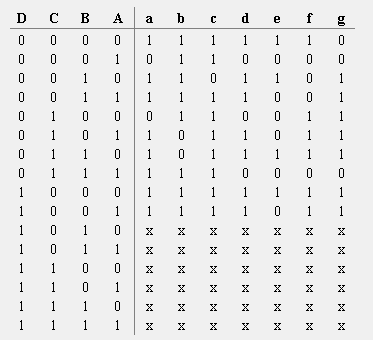 D C B A a b c d e f g
0 0 0 0 1 1 1 1 1 1 0
0 0 0 1 0 1 1 0 0 0 0
0 0 1 0 1 1 0 1 1 0 1
0 0 1 1 1 1 1 1 0 0 1
0 1 0 0 0 1 1 0 0 1 1
0 1 0 1 1 0 1 1 0 1 1
0 1 1 0 1 0 1 1 1 1 1
0 1 1 1 1 1 1 0 0 0 0
1 0 0 0 1 1 1 1 1 1 1
1 0 0 1 1 1 1 1 0 1 1
1 0 1 0 x x x x x x x
1 0 1 1 x x x x x x x
1 1 0 0 x x x x x x x
1 1 0 1 x x x x x x x
1 1 1 0 x x x x x x x
1 1 1 1 x x x x x x x